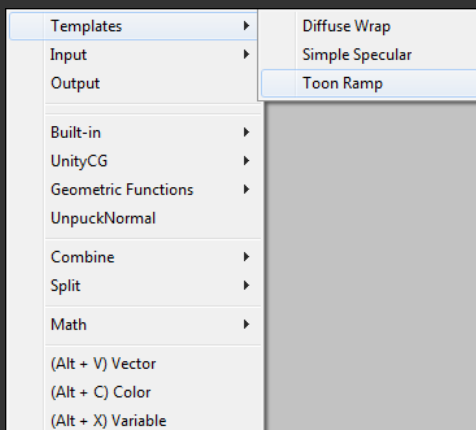 Templates
Input
Output
Built-in
UnityCG
Geometric Functions
UnpuckNormal
Combine
Split
Math
(Alt + V) Vector
(Alt + C) Color
(Alt + X) Variable
Diffuse Wrap
Simple Specular
Toon Ramp